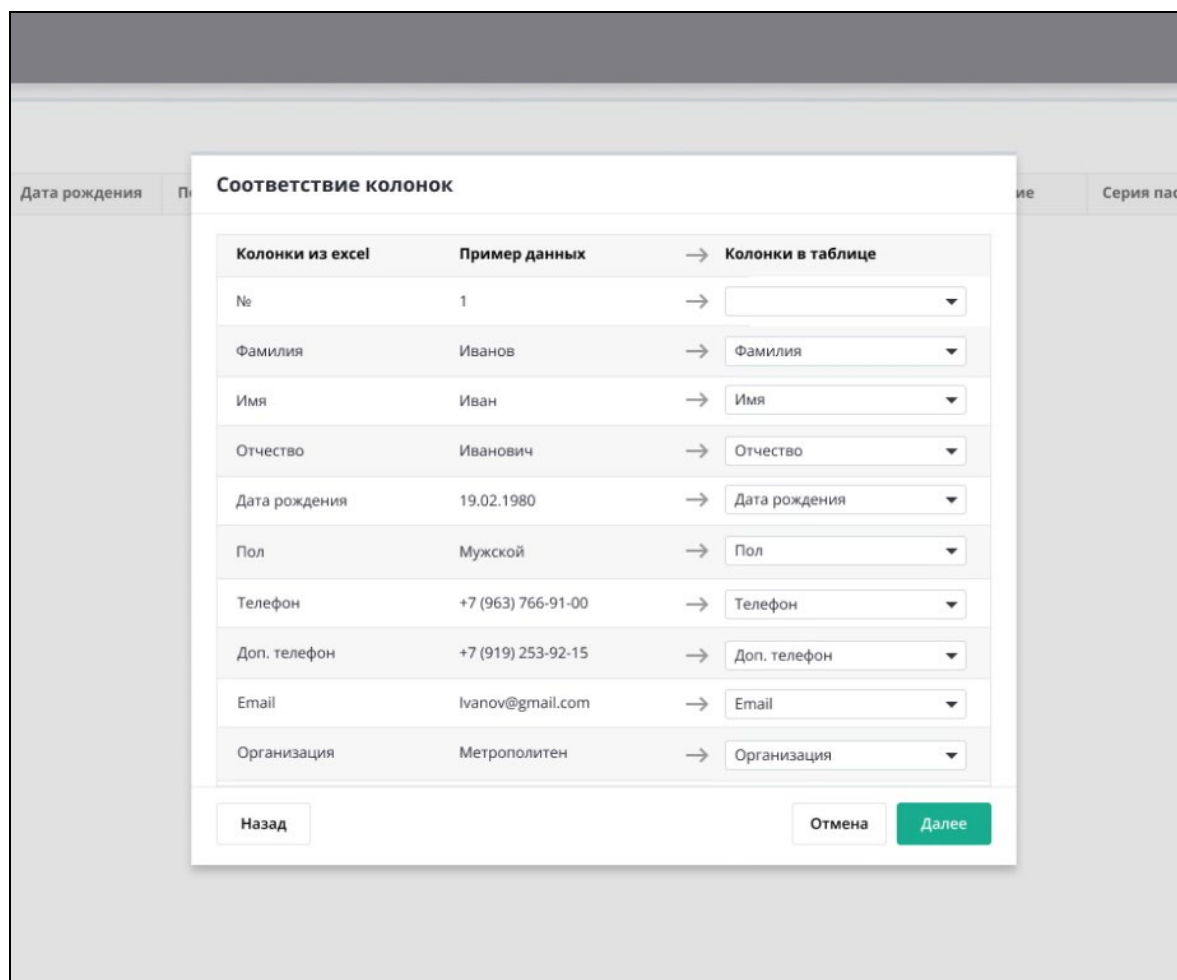 Соответствие колонок
Дата рождения П ие Серия пас
Колонки из excel Пример данных → Колонки в таблице
№ 1 →
Фамилия Иванов → Фамилия
Имя Иван → Имя
Отчество Иванович → Отчество
Дата рождения 19.02.1980 → Дата рождения
Пол Мужской → Пол
Телефон +7 (963) 766-91-00 → Телефон
Доп. телефон +7 (919) 253-92-15 → Доп. телефон
Email Ivanov@gmail.com → Email
Организация Метрополитен → Организация
Назад Отмена Далее